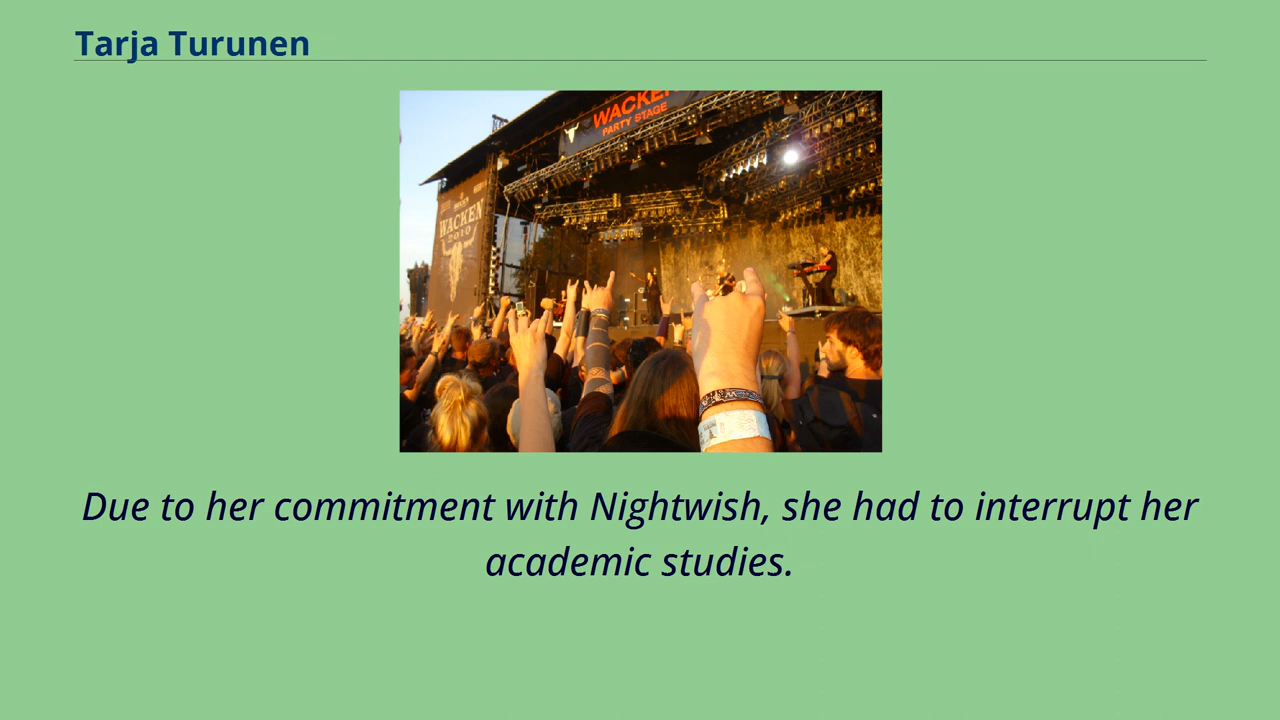 Tarja Turunen
WACKEN
PARTY STAGE
WACKEN
2010
Due to her commitment with Nightwish, she had to interrupt her
academic studies.